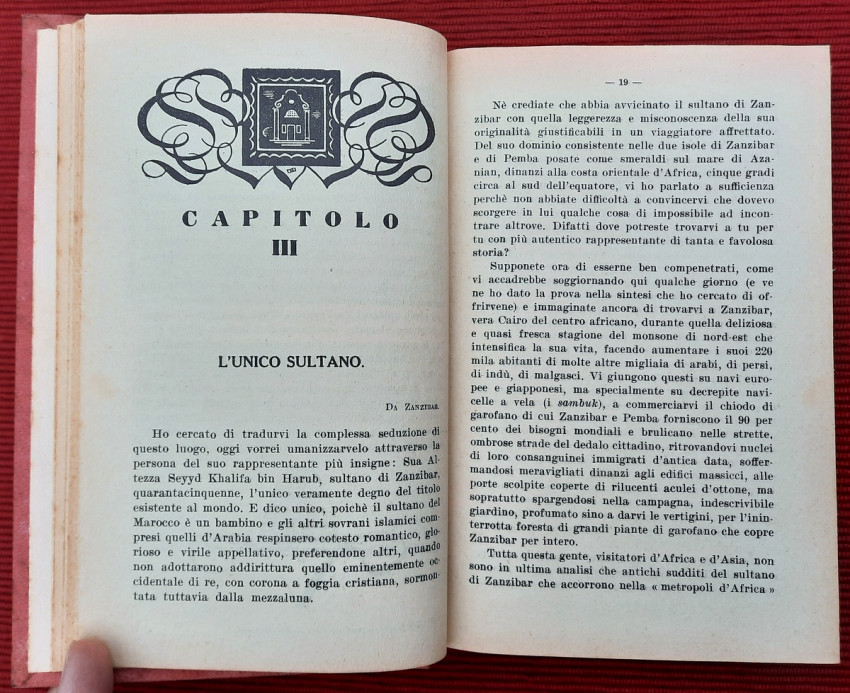 CAPITOLO
III
L'UNICO SULTANO.
Da Zanzibar.
Ho cercato di tradurvi la complessa seduzione di
questo luogo, oggi vorrei umanizzarvelo attraverso la
persona del suo rappresentante più insigne: Sua Al-
tezza Seyyd Khalifa bin Harub, sultano di Zanzibar,
quarantacinquenne, l'unico veramente degno del titolo
esistente al mondo. E dico unico, poichè il sultano del
Marocco è un bambino e gli altri sovrani islamici com-
presi quelli d'Arabia respinsero cotesto romantico, glo-
rioso e virile appellativo, preferendone altri, quando
non adottarono addirittura quello eminentemente oc-
cidentale di re, con corona a foggia cristiana, sormon-
tata tuttavia dalla mezzaluna.
— 19 —
Nè crediate che abbia avvicinato il sultano di Zan-
zibar con quella leggerezza e misconoscenza della sua
originalità giustificabili in un viaggiatore affrettato.
Del suo dominio consistente nelle due isole di Zanzibar
e di Pemba posate come smeraldi sul mare di Aza-
nian, dinanzi alla costa orientale d'Africa, cinque gradi
circa al sud dell'equatore, vi ho parlato a sufficienza
perchè non abbiate difficoltà a convincervi che dovevo
scorgere in lui qualche cosa di impossibile ad incon-
trare altrove. Difatti dove potreste trovarvi a tu per
tu con più autentico rappresentante di tanta e favolosa
storia?
Supponete ora di esserne ben compenetrati, come
vi accadrebbe soggiornando qui qualche giorno (e ve
ne ho dato la prova nella sintesi che ho cercato di of-
frirvene) e immaginate ancora di trovarvi a Zanzibar,
vera Cairo del centro africano, durante quella deliziosa
e quasi fresca stagione del monsone di nord-est che
intensifica la sua vita, facendo aumentare i suoi 220
mila abitanti di molte altre migliaia di arabi, di persi,
di indù, di malgasci. Vi giungono questi su navi euro-
pee e giapponesi, ma specialmente su decrepite navi-
celle a vela (i sambuk), a commerciarvi il chiodo di
garofano di cui Zanzibar e Pemba forniscono il 90 per
cento dei bisogni mondiali e brulicano nelle strette,
ombrose strade del dedalo cittadino, ritrovandovi nuclei
di loro consanguinei immigrati d'antica data, soffer-
mandosi meravigliati dinanzi agli edifici massicci, alle
porte scolpite coperte di rilucenti aculei d'ottone, ma
sopratutto spargendosi nella campagna, indescrivibile
giardino, profumato sino a darvi le vertigini, per l'inin-
terrotta foresta di grandi piante di garofano che copre
Zanzibar per intero.
Tutta questa gente, visitatori d'Africa e d'Asia, non
sono in ultima analisi che antichi sudditi del sultano
di Zanzibar che accorrono nella « metropoli d'Africa »